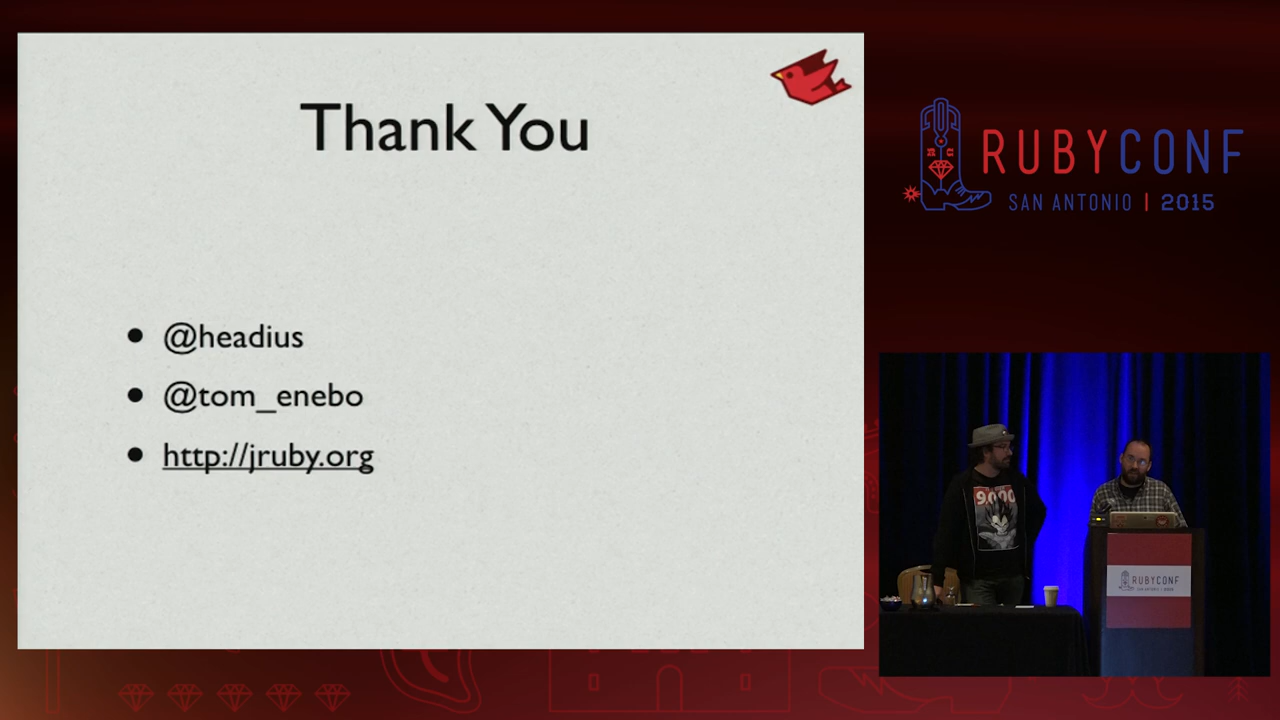 Thank You
@headius
@tom_enebo
http://jruby.org
RUBYCONF
SAN ANTONIO | 2015
9000
RUBYCONF